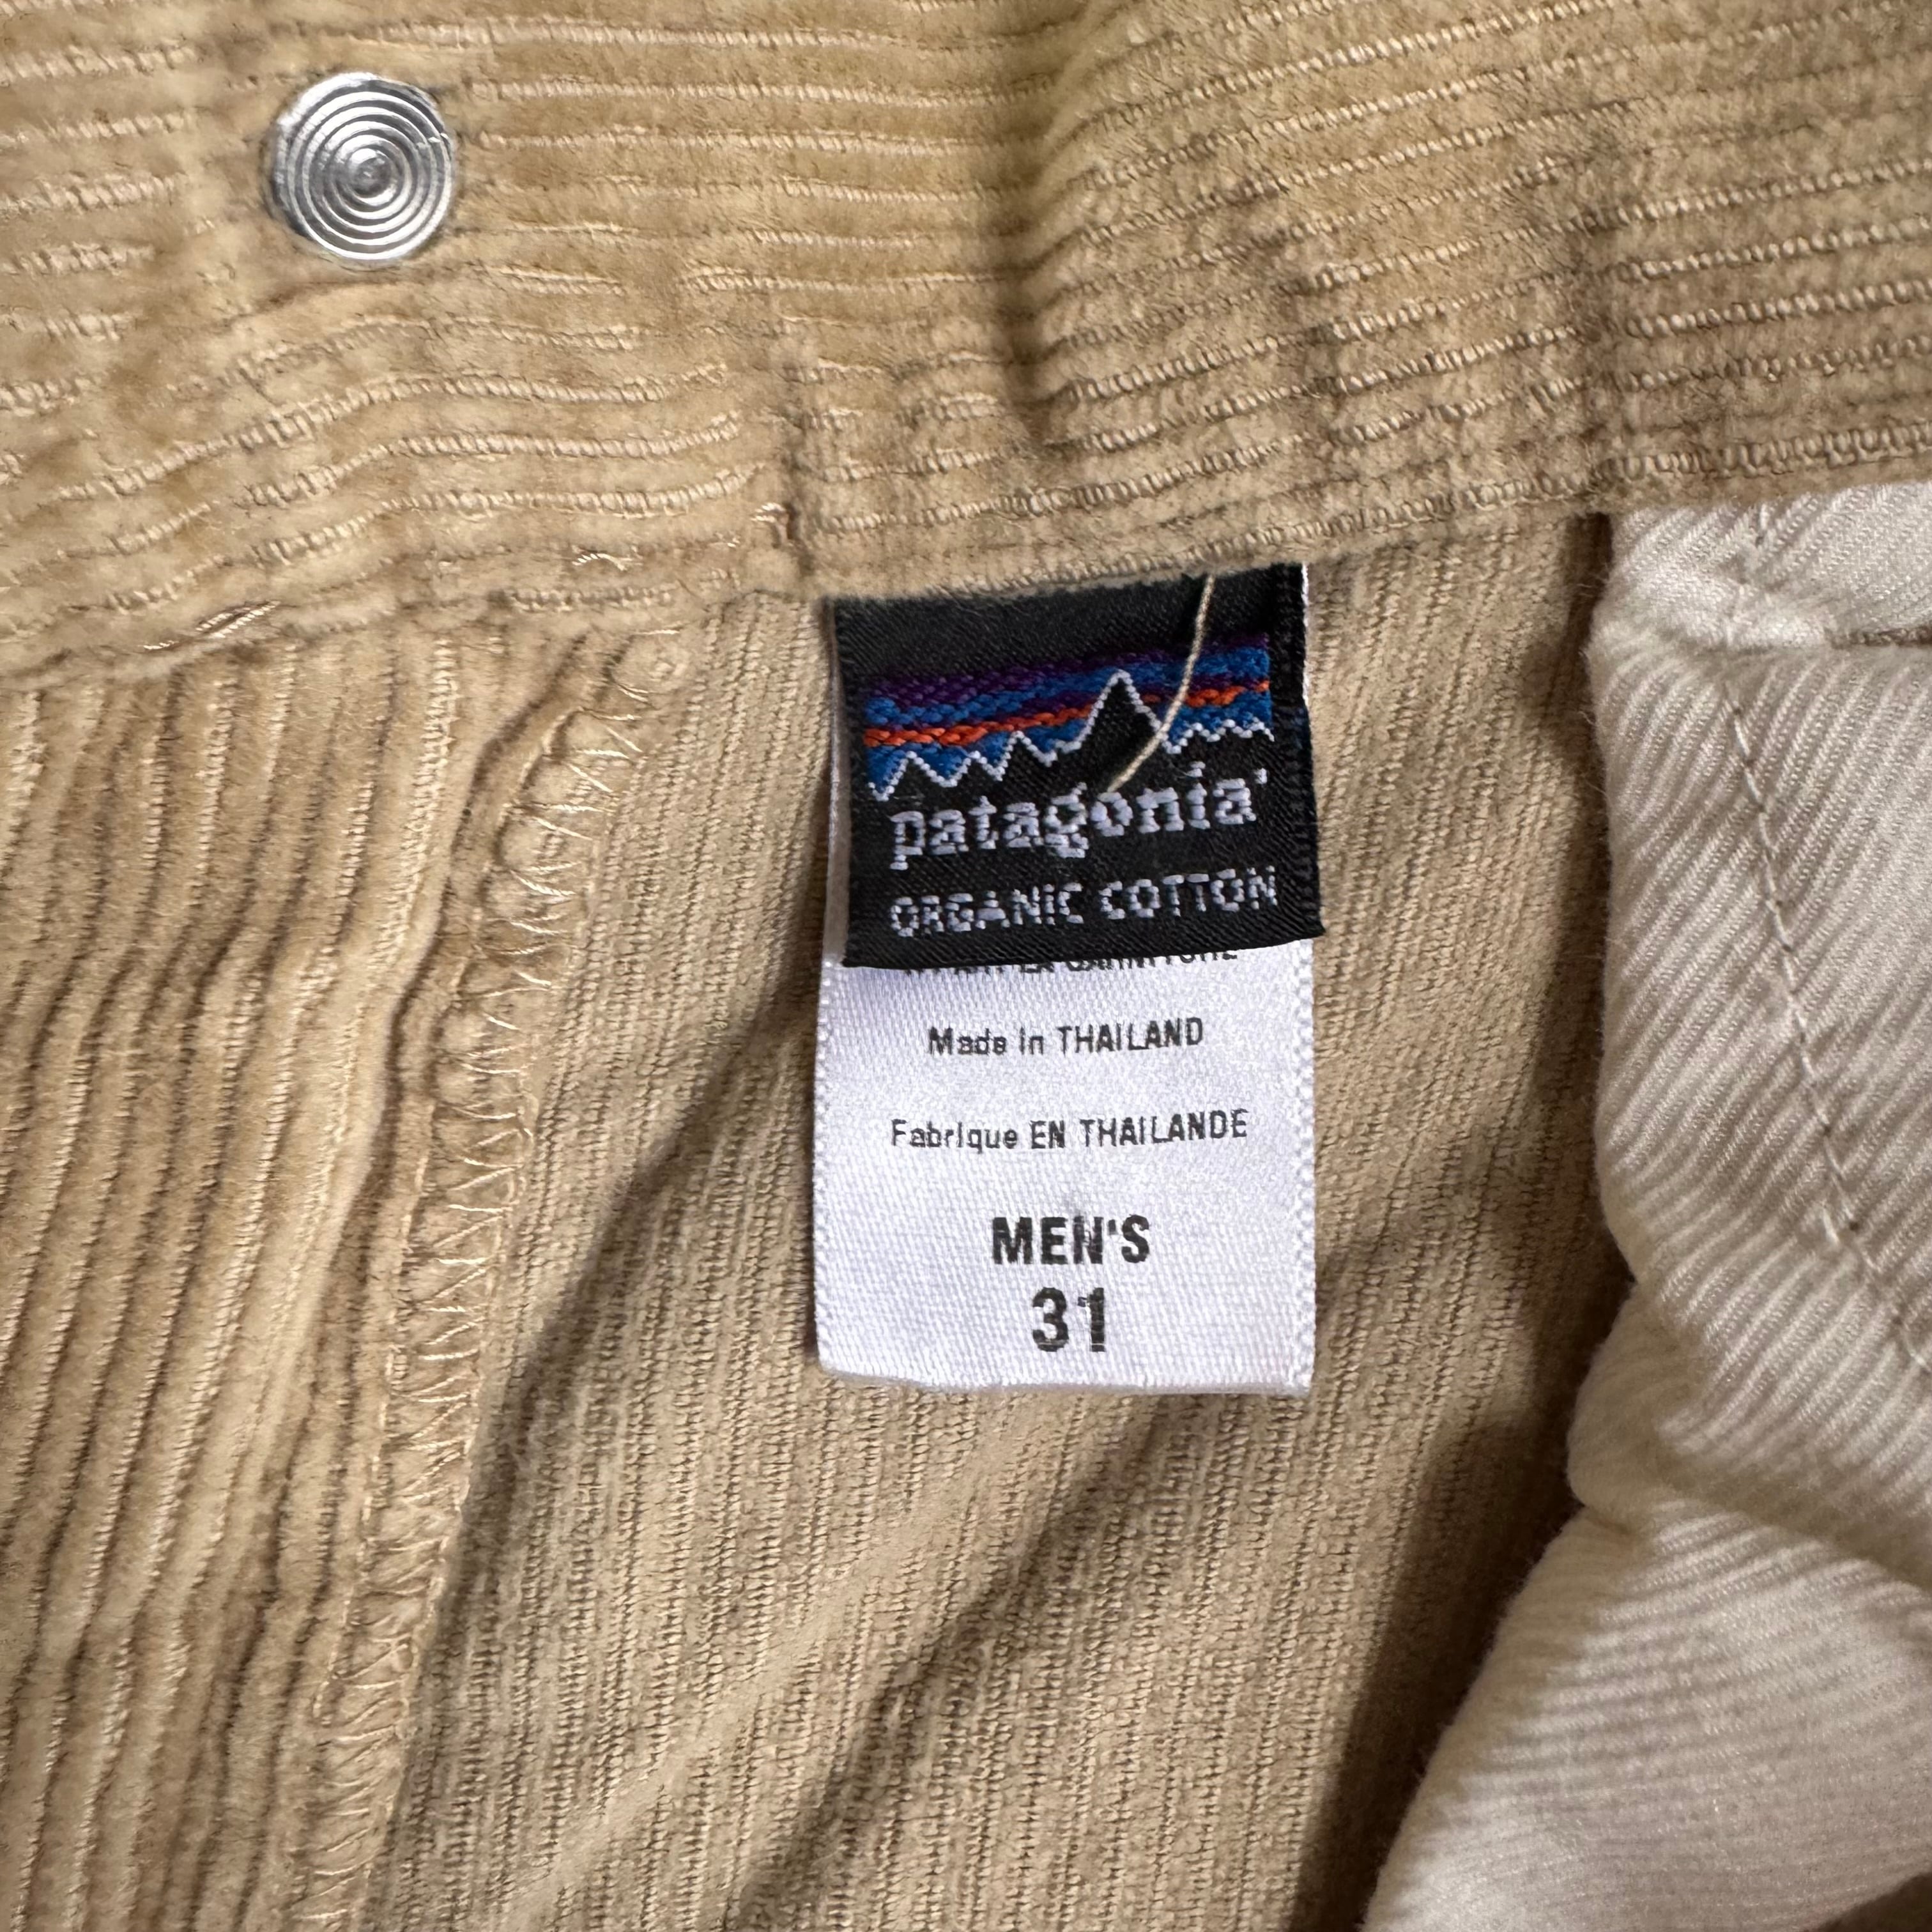 patagonia®
ORGANIC COTTON
Made in THAILAND
Fabrique EN THAILANDE
MEN'S
31